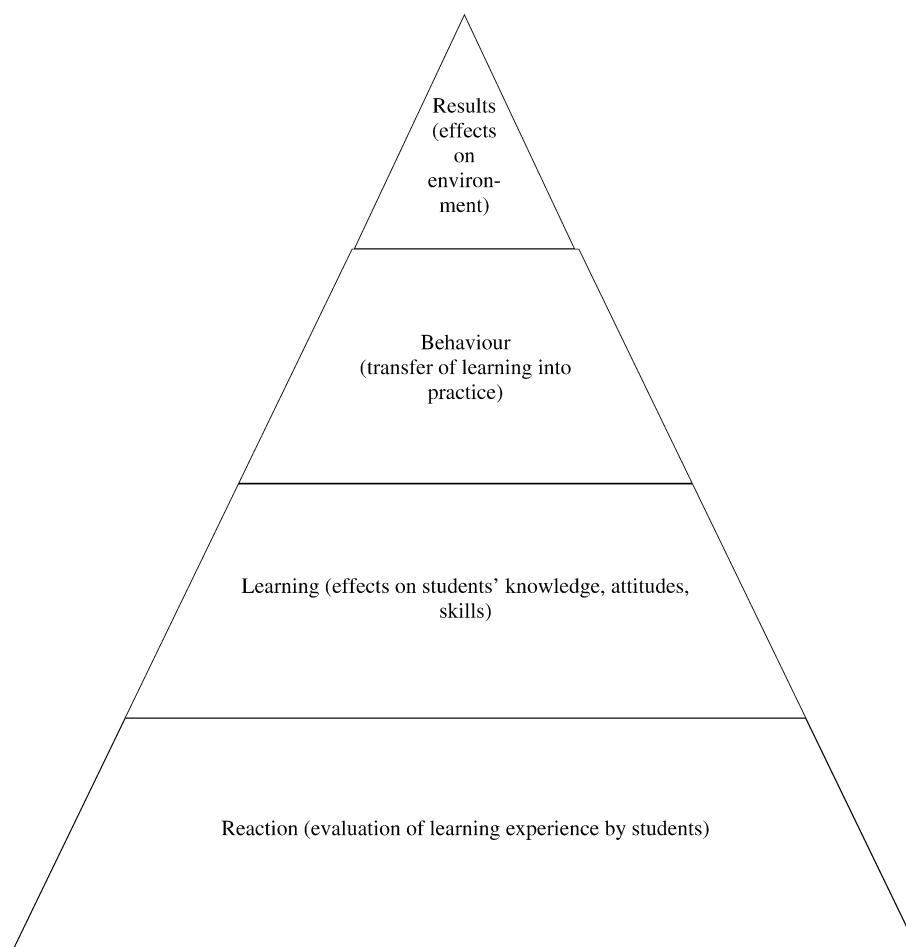 Results
(effects
on
environ-
ment)
Behaviour
(transfer of learning into
practice)
Learning (effects on students’ knowledge, attitudes,
skills)
Reaction (evaluation of learning experience by students)